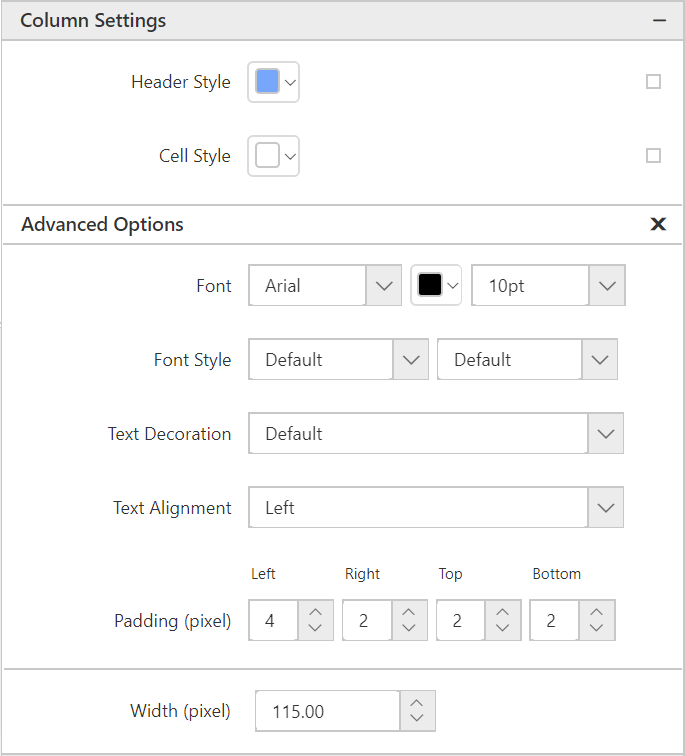 Column Settings
Header Style
Cell Style
Advanced Options
Font Arial 10pt
Font Style Default Default
Text Decoration Default
Text Alignment Left
Left Right Top Bottom
Padding (pixel) 4 2 2 2
Width (pixel) 115.00